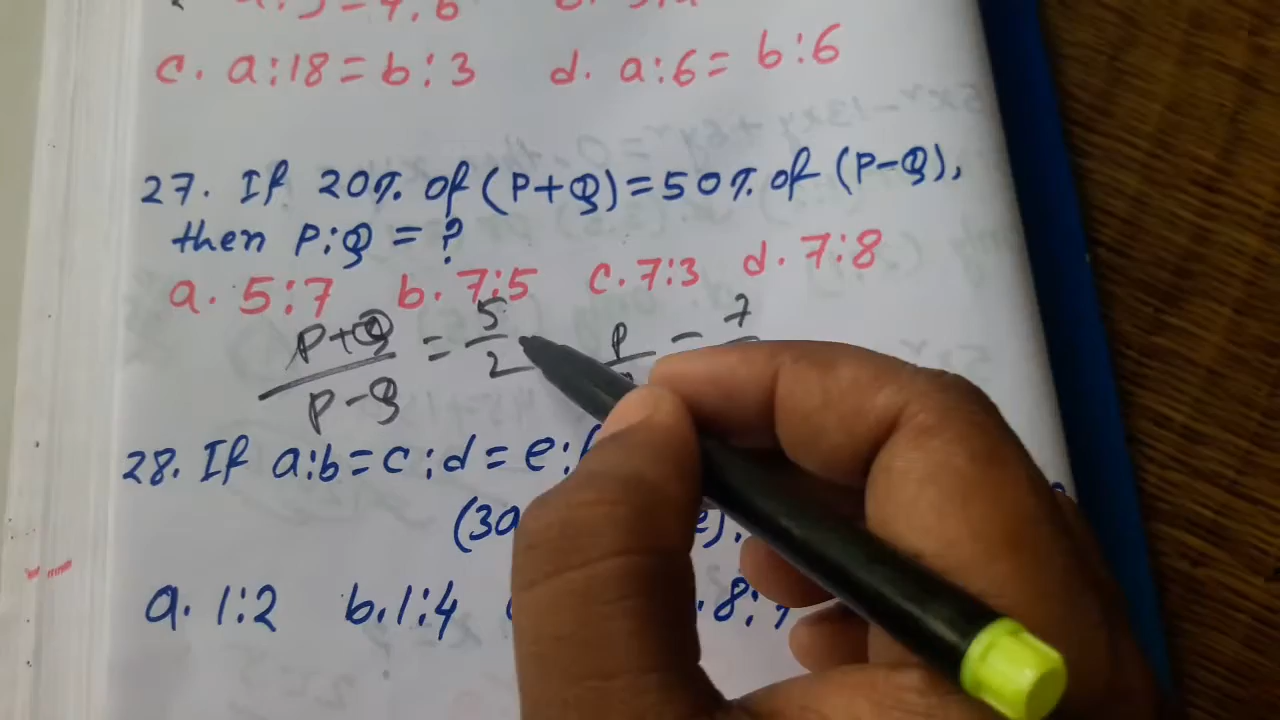 c. a:18 = b:3 d. a:6 = b:6
27. If 20% of (P+Q) = 50% of (P-Q),
then P:Q = ?
a. 5:7 b. 7:5 c. 7:3 d. 7:8
P+Q/P-Q = 5/2 P = 7
28. If a:b = c:d = e:
(3a
a. 1:2 b. 1:4 8: